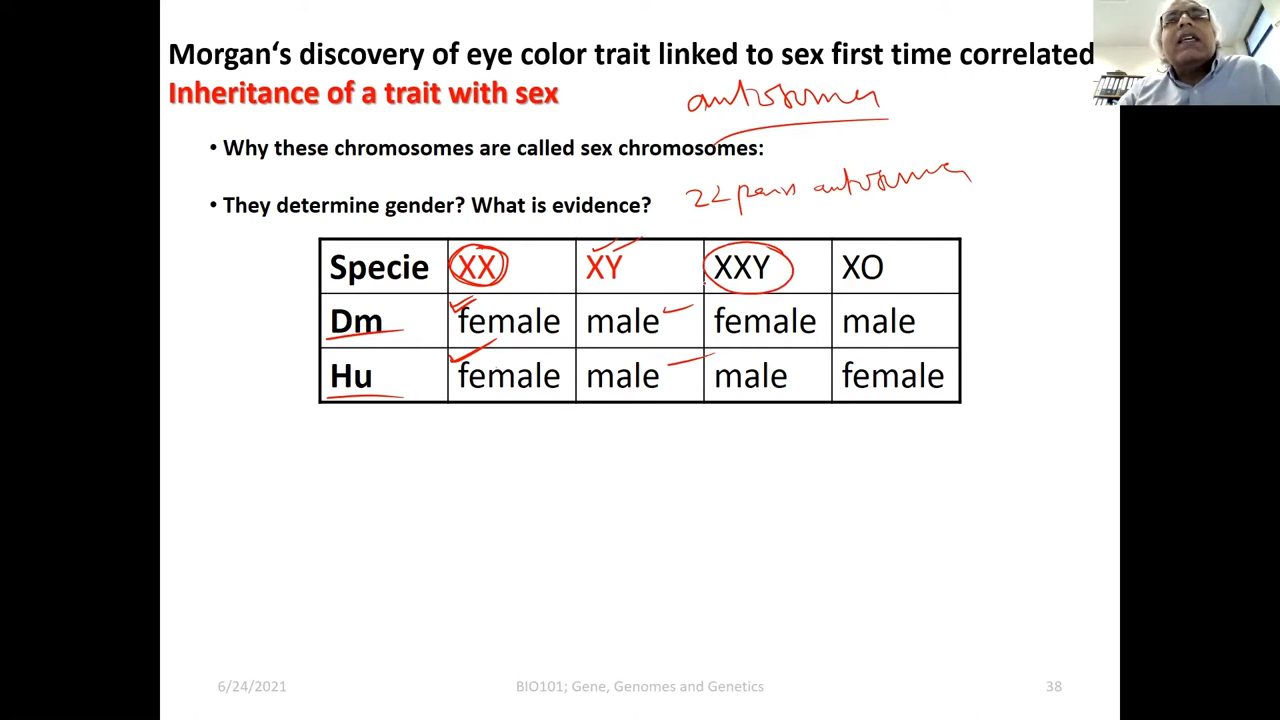 Morgan‘s discovery of eye color trait linked to sex first time correlated
Inheritance of a trait with sex
autosomes
• Why these chromosomes are called sex chromosomes:
22 pairs autosomes
• They determine gender? What is evidence?
Specie XX XY XXY XO
Dm female male female male
Hu female male male female
6/24/2021 BIO101; Gene, Genomes and Genetics 38